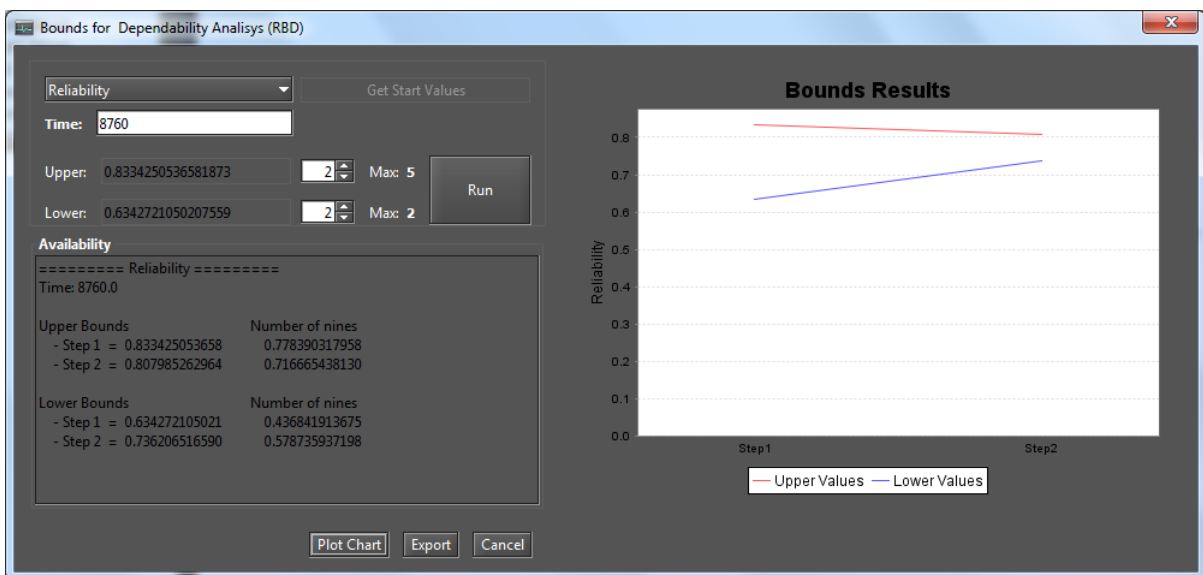 Bounds for Dependability Analisys (RBD)
Reliability
Get Start Values
Time: 8760
Upper: 0.8334250536581873 2 Max: 5
Lower: 0.6342721050207559 2 Max: 2
Run
Availability
========= Reliability =========
Time: 8760.0
Upper Bounds Number of nines
- Step 1 = 0.833425053658 0.778390317958
- Step 2 = 0.807985262964 0.716665438130
Lower Bounds Number of nines
- Step 1 = 0.634272105021 0.436841913675
- Step 2 = 0.736206516590 0.578735937198
Plot Chart Export Cancel
Bounds Results
Reliability
0.8
0.7
0.6
0.5
0.4
0.3
0.2
0.1
0.0
Step1 Step2
Upper Values Lower Values